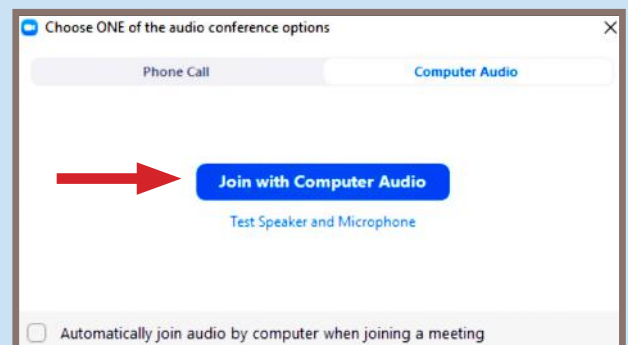 Choose ONE of the audio conference options
Phone Call
Computer Audio
Join with Computer Audio
Test Speaker and Microphone
Automatically join audio by computer when joining a meeting